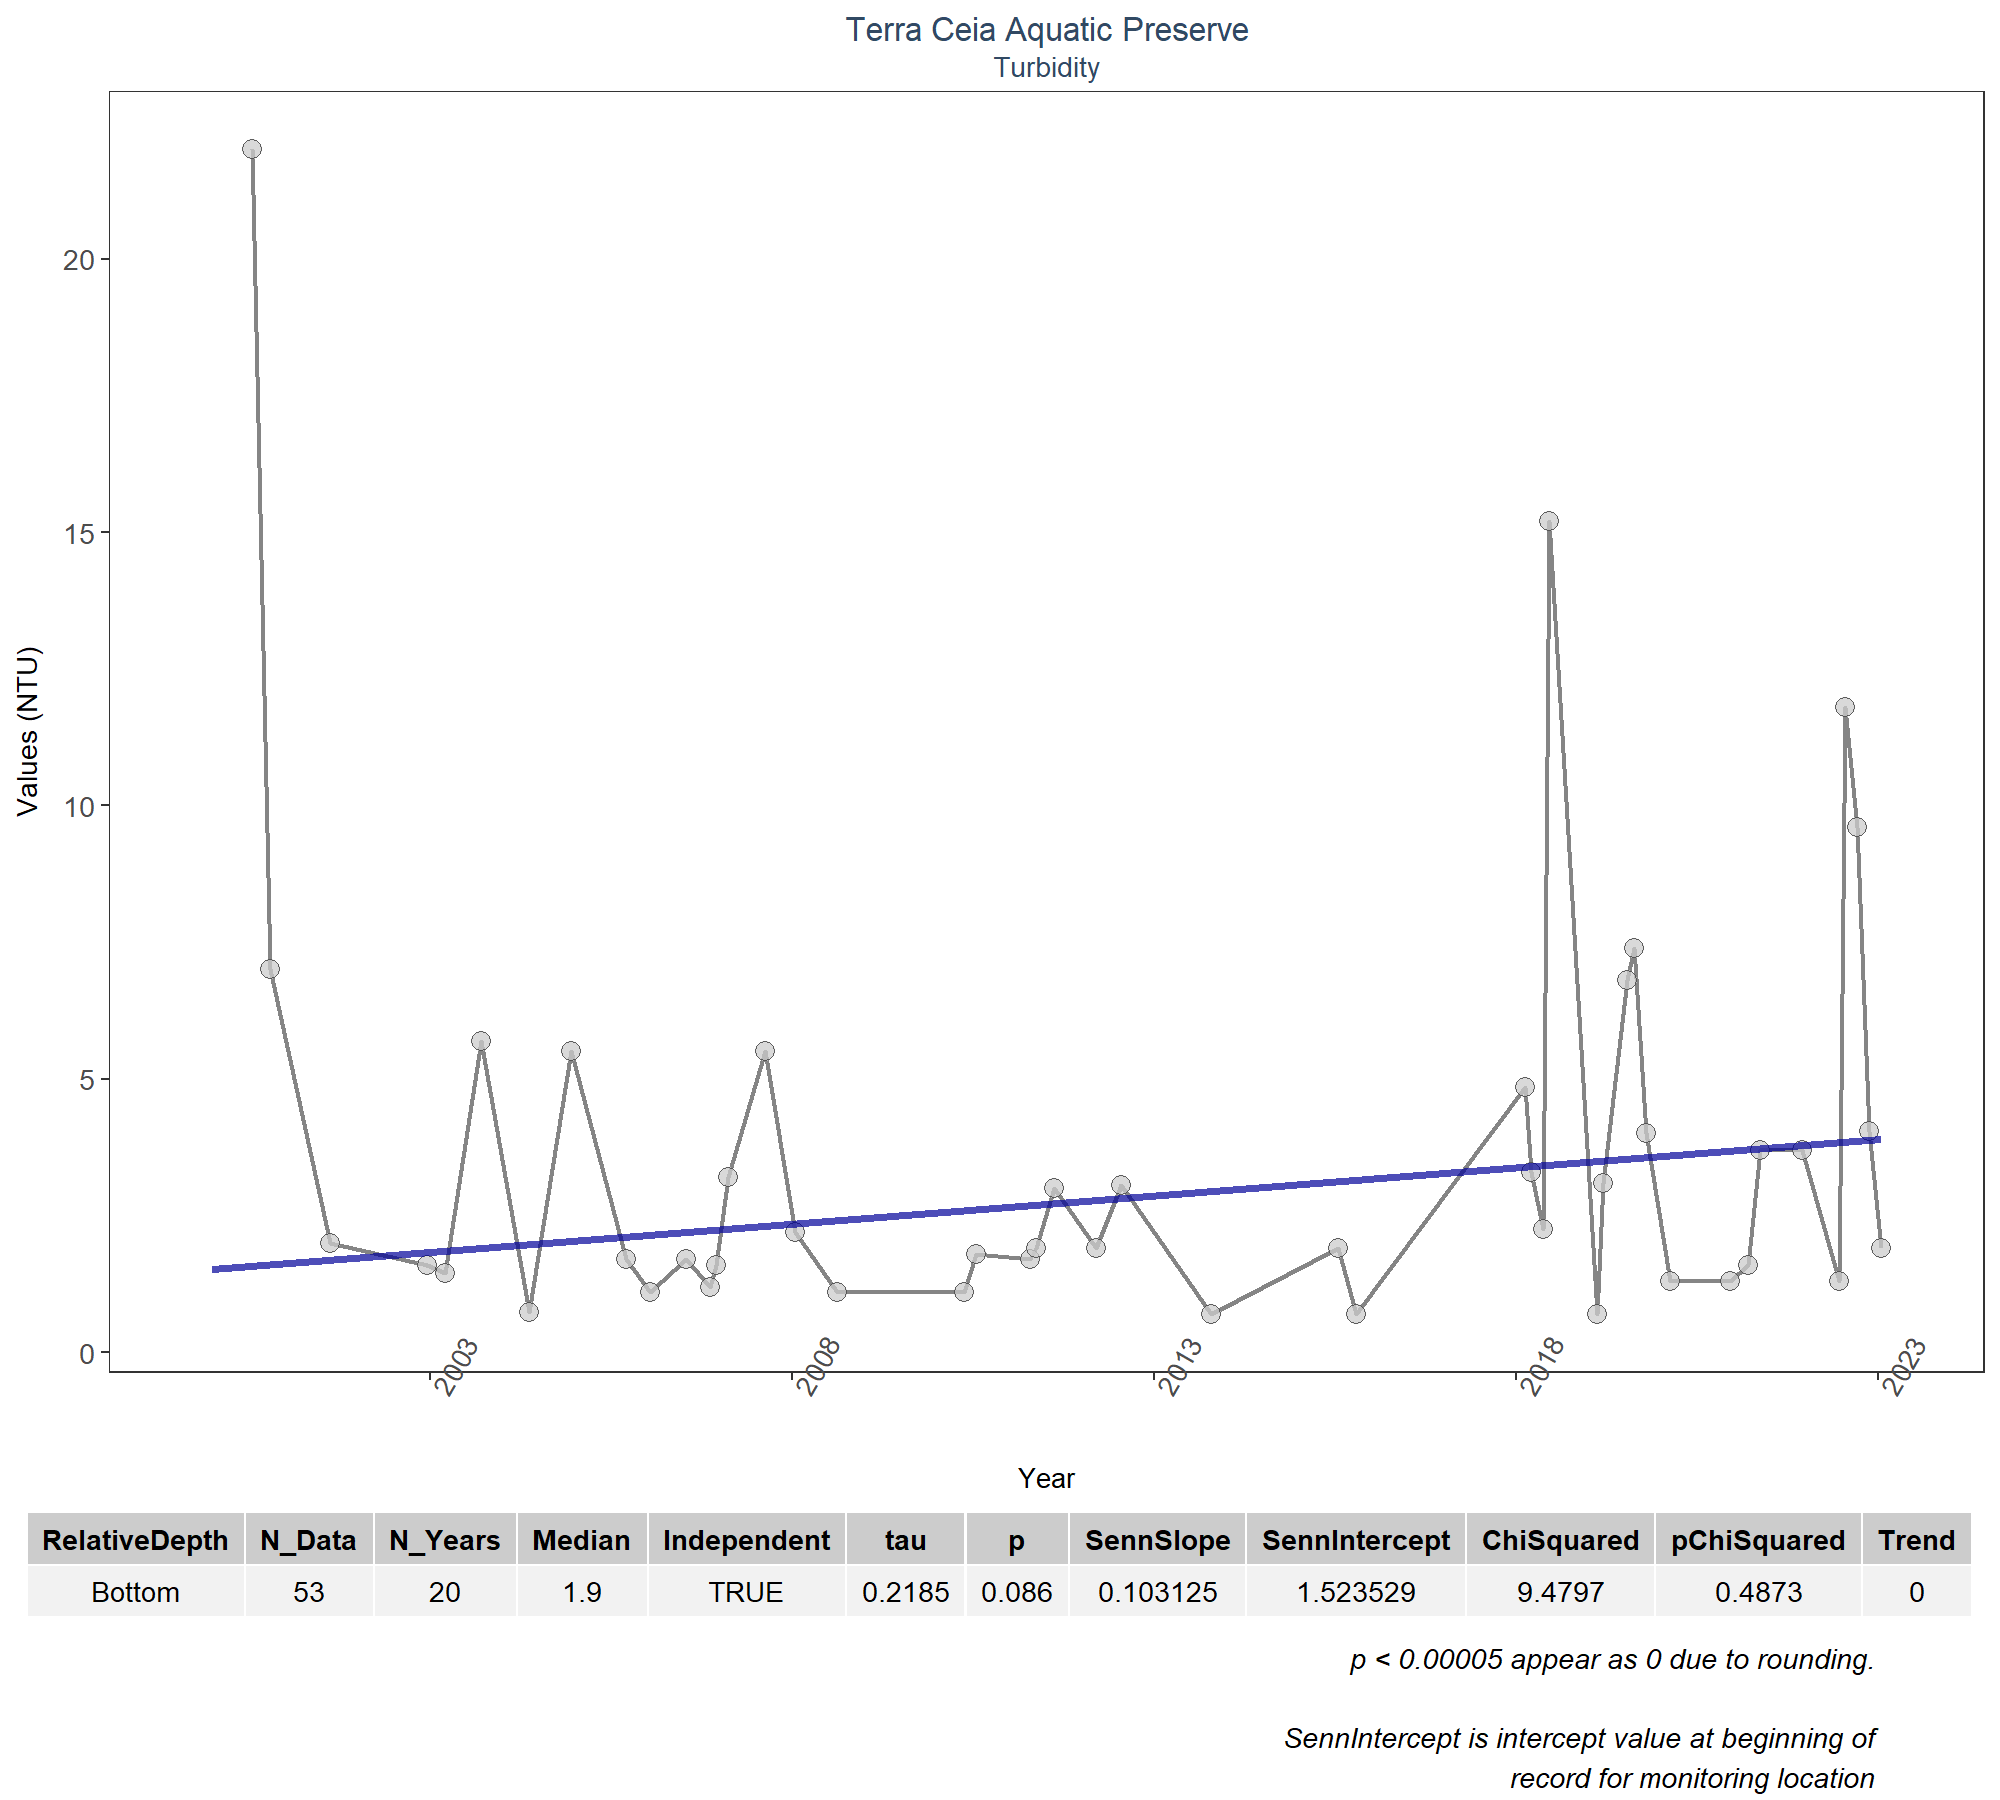 Terra Ceia Aquatic Preserve
Turbidity
Values (NTU)
20
15
10
5
0
2003 2008 2013 2018 2023
Year
RelativeDepth N_Data N_Years Median Independent tau p SennSlope SennIntercept ChiSquared pChiSquared Trend
Bottom 53 20 1.9 TRUE 0.2185 0.086 0.103125 1.523529 9.4797 0.4873 0
p < 0.00005 appear as 0 due to rounding.
SennIntercept is intercept value at beginning of
record for monitoring location